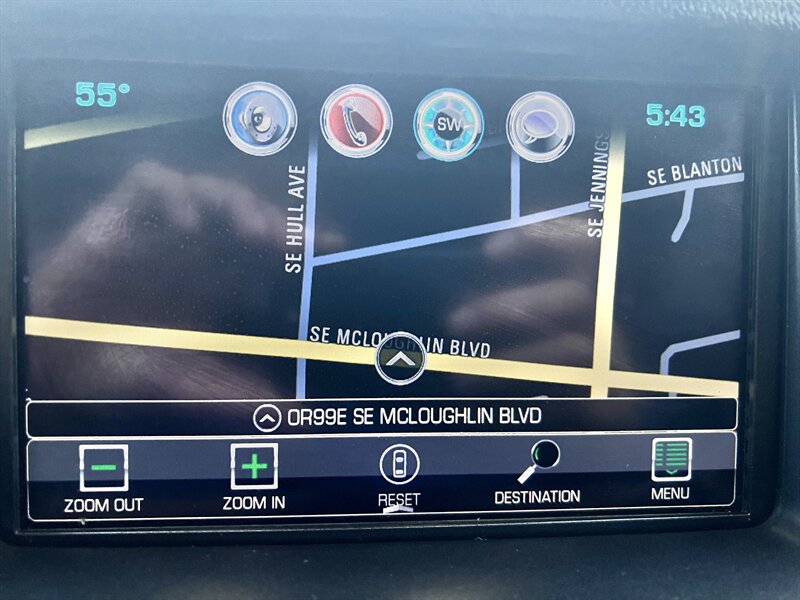 55°
SW
5:43
SE HULL AVE
SE JENNINGS
SE BLANTON
SE MCLOUGHLIN BLVD
OR99E SE MCLOUGHLIN BLVD
ZOOM OUT
ZOOM IN
RESET
DESTINATION
MENU